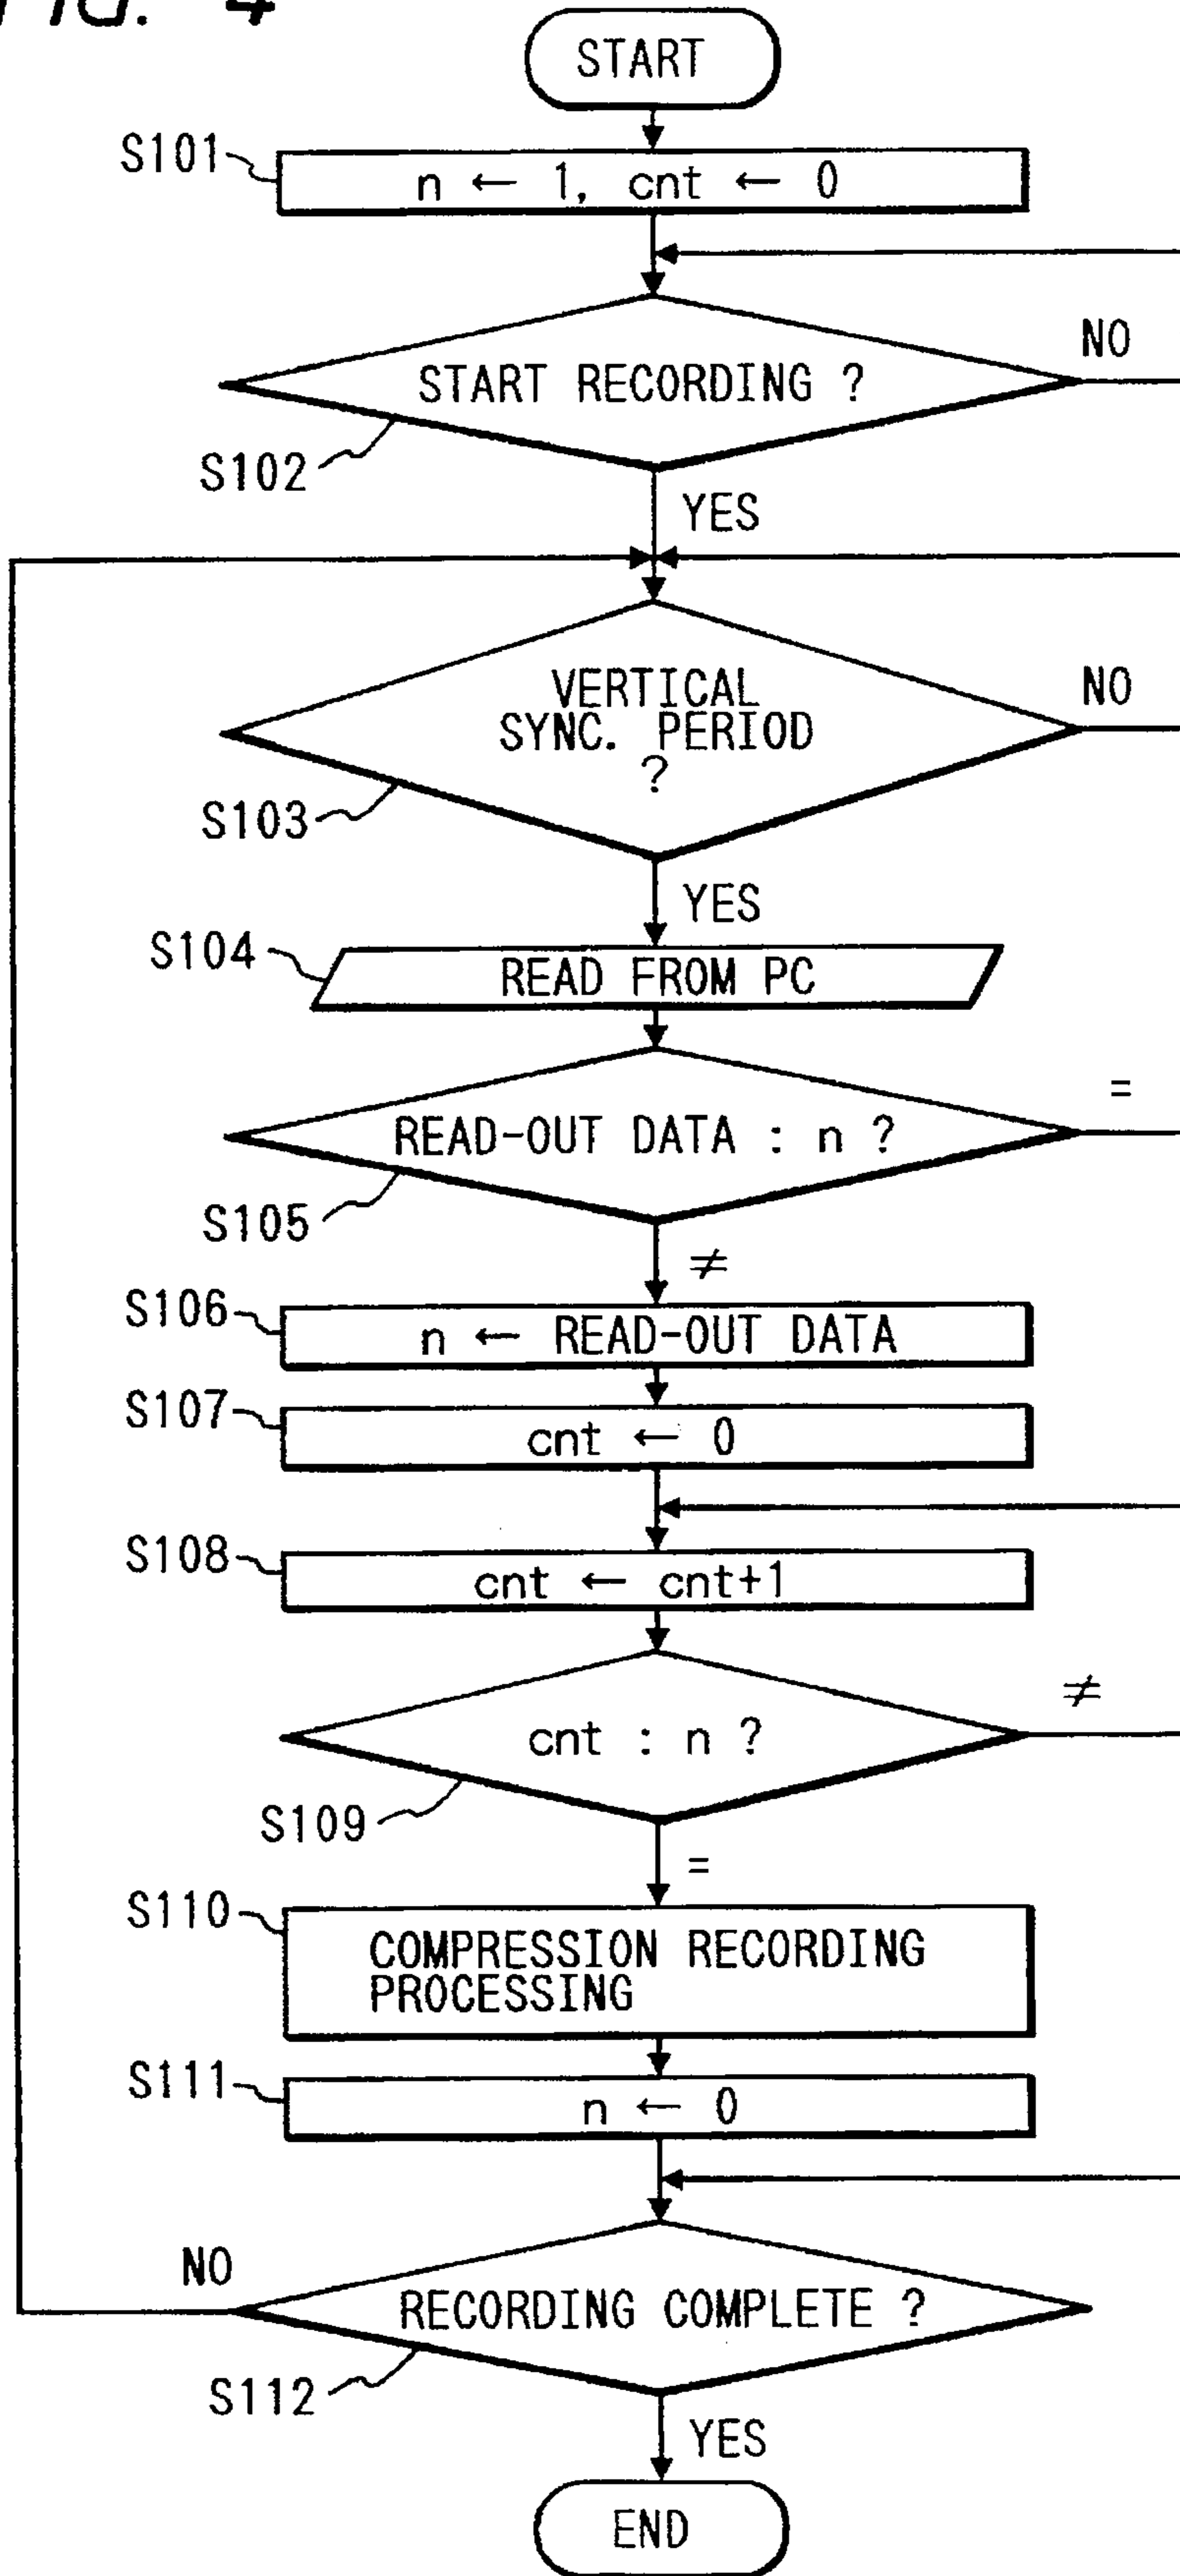 FIG. 4
START
S101
n ← 1, cnt ← 0
NO
START RECORDING ?
S102
YES
NO
VERTICAL
SYNC. PERIOD
?
S103
YES
S104
READ FROM PC
=
READ-OUT DATA : n ?
S105
≠
S106
n ← READ-OUT DATA
S107
cnt ← 0
S108
cnt ← cnt+1
≠
cnt : n ?
S109
=
S110
COMPRESSION RECORDING
PROCESSING
S111
n ← 0
NO
RECORDING COMPLETE ?
S112
YES
END